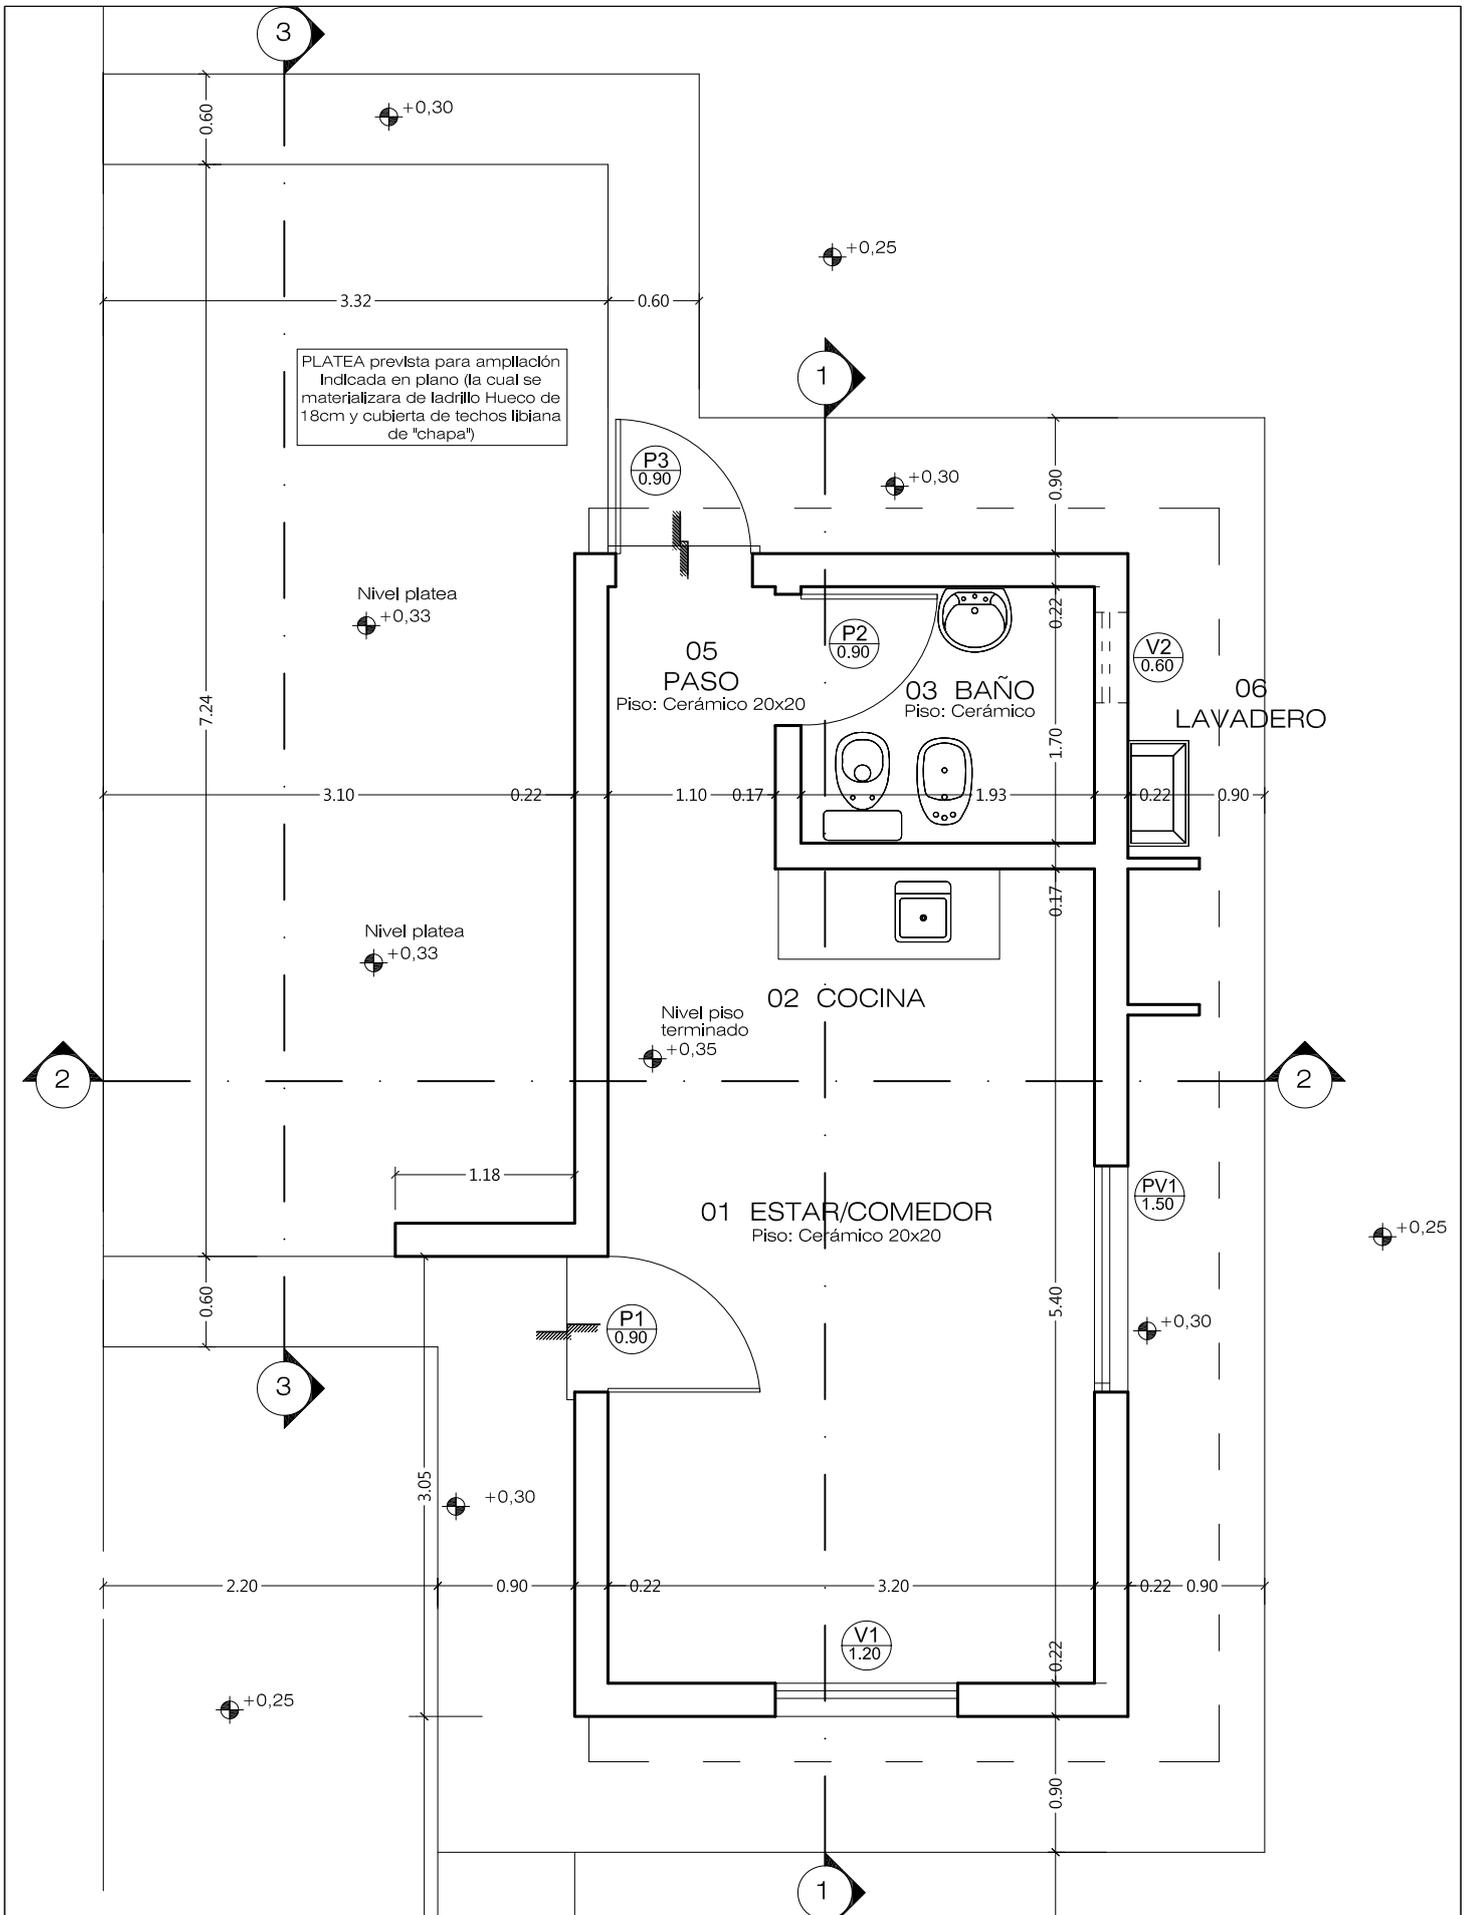 3
+0,30
0.60
+0,25
3.32
0.60
PLATEA prevista para ampliación
Indicada en plano (la cual se
materializara de ladrillo Hueco de
18cm y cubierta de techos libiana
de "chapa")
1
P3
0.90
+0,30
0.90
Nivel platea
+0,33
0.22
P2
0.90
V2
0.60
05
PASO
Piso: Cerámico 20x20
03 BAÑO
Piso: Cerámico
06
LAVADERO
7.24
1.70
3.10
0.22
1.10
0.17
1.93
0.22
0.90
0.17
Nivel platea
+0,33
02 COCINA
Nivel piso
terminado
+0,35
2
2
1.18
PV1
1.50
01 ESTAR/COMEDOR
Piso: Cerámico 20x20
+0,25
0.60
5.40
P1
0.90
+0,30
3
3.05
+0,30
2.20
0.90
0.22
3.20
0.22
0.90
V1
1.20
0.22
+0,25
0.90
1